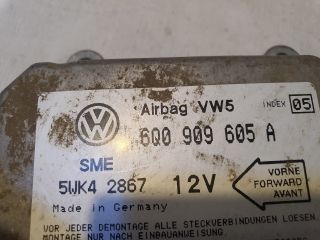 Airbag VW5 INDEX 05
6Q0 909 605 A
SME
5WK4 2867 12V
VORNE
FORWARD
AVANT
Made in Germany
VOR JEDER DEMONTAGE ALLE STECKVERBINDUNGEN LOESEN
MONTAGE NUR NACH EINBAUANWEISUNG.